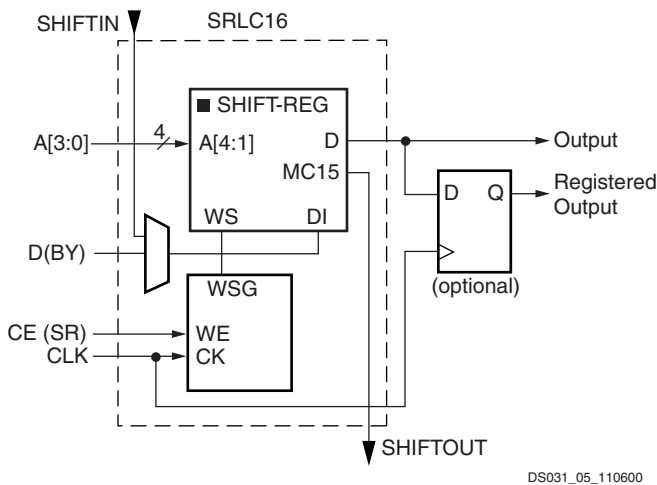 SHIFTIN
SRLC16
SHIFT-REG
A[3:0]
4
A[4:1]
D
MC15
Output
D Q
Registered
Output
WS DI
D(BY)
WSG
(optional)
CE (SR)
WE
CLK
CK
SHIFTOUT
DS031_05_110600